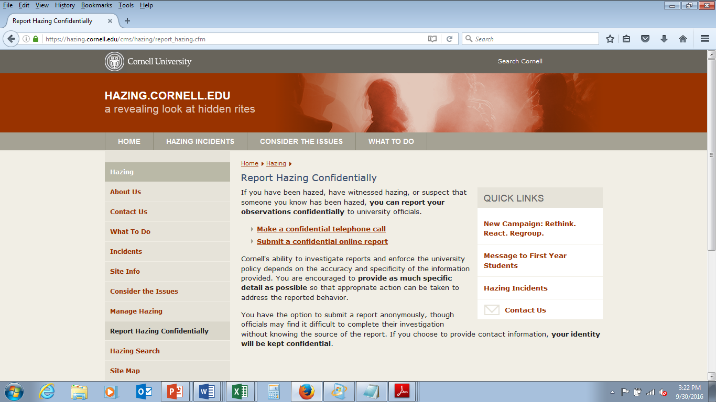 File Edit View History Bookmarks Tools Help
Report Hazing Confidentially
https://hazing.cornell.edu/cms/hazing/report_hazing.cfm
Search
Cornell University
Search Cornell
HAZING.CORNELL.EDU
a revealing look at hidden rites
HOME HAZING INCIDENTS CONSIDER THE ISSUES WHAT TO DO
Hazing
About Us
Contact Us
What To Do
Incidents
Site Info
Consider the Issues
Manage Hazing
Report Hazing Confidentially
Hazing Search
Site Map
Home Hazing
Report Hazing Confidentially
If you have been hazed, have witnessed hazing, or suspect that
someone you know has been hazed, you can report your
observations confidentially to university officials.
Make a confidential telephone call
Submit a confidential online report
Cornell's ability to investigate reports and enforce the university
policy depends on the accuracy and specificity of the information
provided. You are encouraged to provide as much specific
detail as possible so that appropriate action can be taken to
address the reported behavior.
You have the option to submit a report anonymously, though
officials may find it difficult to complete their investigation
without knowing the source of the report. If you choose to provide contact information, your identity
will be kept confidential.
QUICK LINKS
New Campaign: Rethink.
React. Regroup.
Message to First Year
Students
Hazing Incidents
Contact Us
3:22 PM
9/30/2016